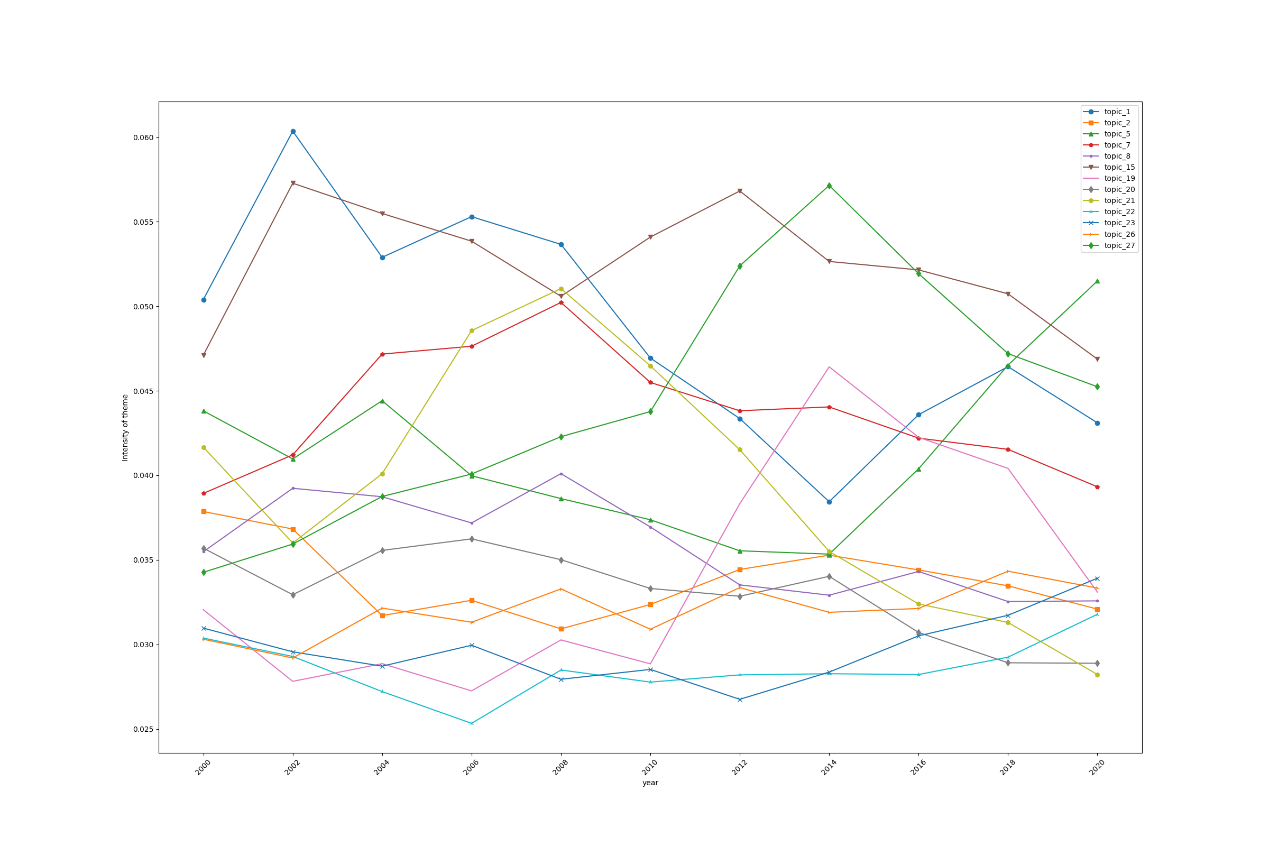 topic_1
topic_2
topic_5
topic_7
topic_8
topic_15
topic_19
topic_20
topic_21
topic_22
topic_23
topic_26
topic_27
0.060
0.055
0.050
0.045
0.040
0.035
0.030
0.025
Intensity of theme
2000 2002 2004 2006 2008 2010 2012 2014 2016 2018 2020
year